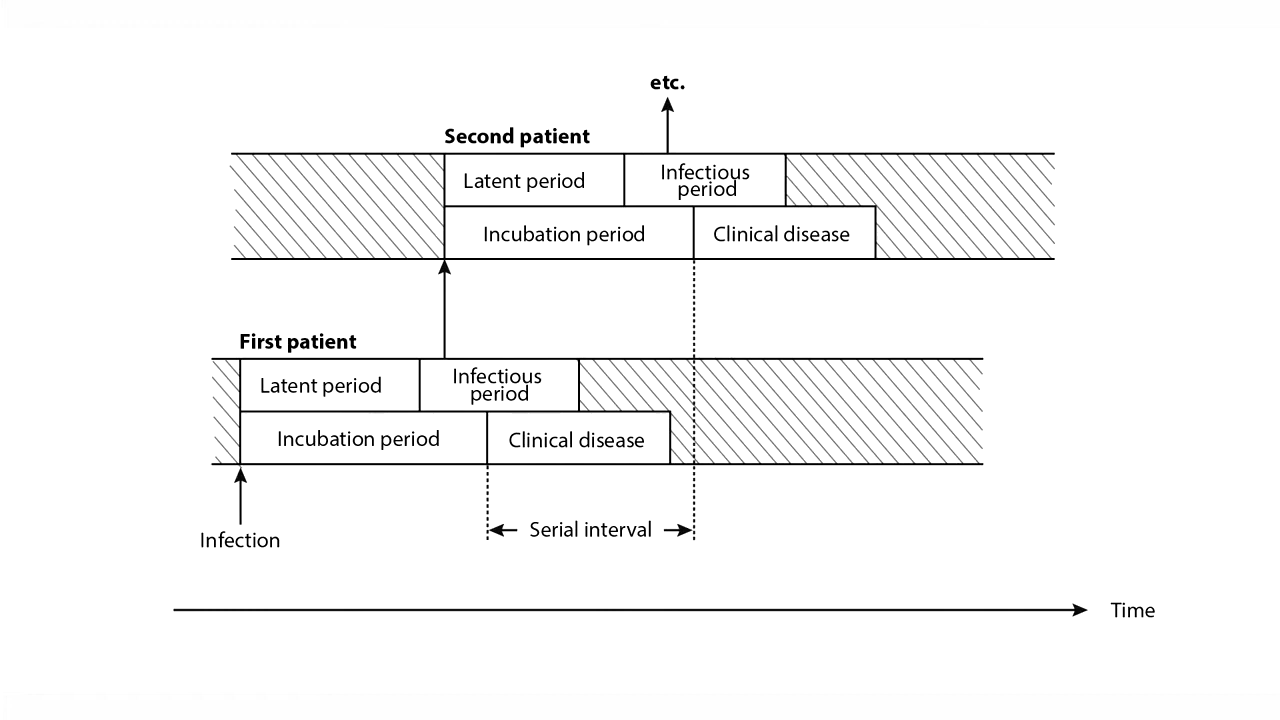 etc.
Second patient
Latent period
Infectious
period
Incubation period
Clinical disease
First patient
Latent period
Infectious
period
Incubation period
Clinical disease
Serial interval
Infection
Time